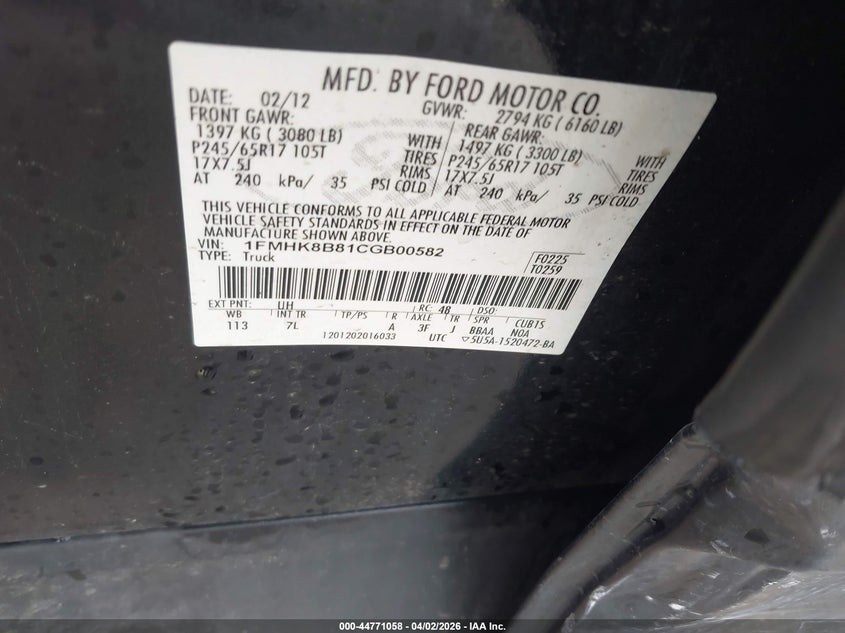 MFD. BY FORD MOTOR CO.
DATE: 02/12
GVWR: 2794 KG ( 6160 LB)
FRONT GAWR:
1397 KG ( 3080 LB)
P245/65R17 105T
17X7.5J
AT 240 kPa/ 35 PSI COLD
WITH
TIRES
RIMS
REAR GAWR:
1497 KG ( 3300 LB)
P245/65R17 105T
17X7.5J
AT 240 kPa/ 35 PSI COLD
WITH
TIRES
RIMS
THIS VEHICLE CONFORMS TO ALL APPLICABLE FEDERAL MOTOR
VEHICLE SAFETY STANDARDS IN EFFECT ON THE DATE OF
MANUFACTURE SHOWN ABOVE.
VIN: 1FMHK8B81CGB00582
TYPE: Truck
F0225
T0259
EXT PNT: UH RC: 48 DSO:
WB INT TR TP/PS R AXLE TR SPR CUB15
113 7L A 3F J BBAA N0A
1201202016033 UTC ▽5U5A-1520472-BA
000-44771058 - 04/02/2026 - IAA Inc.